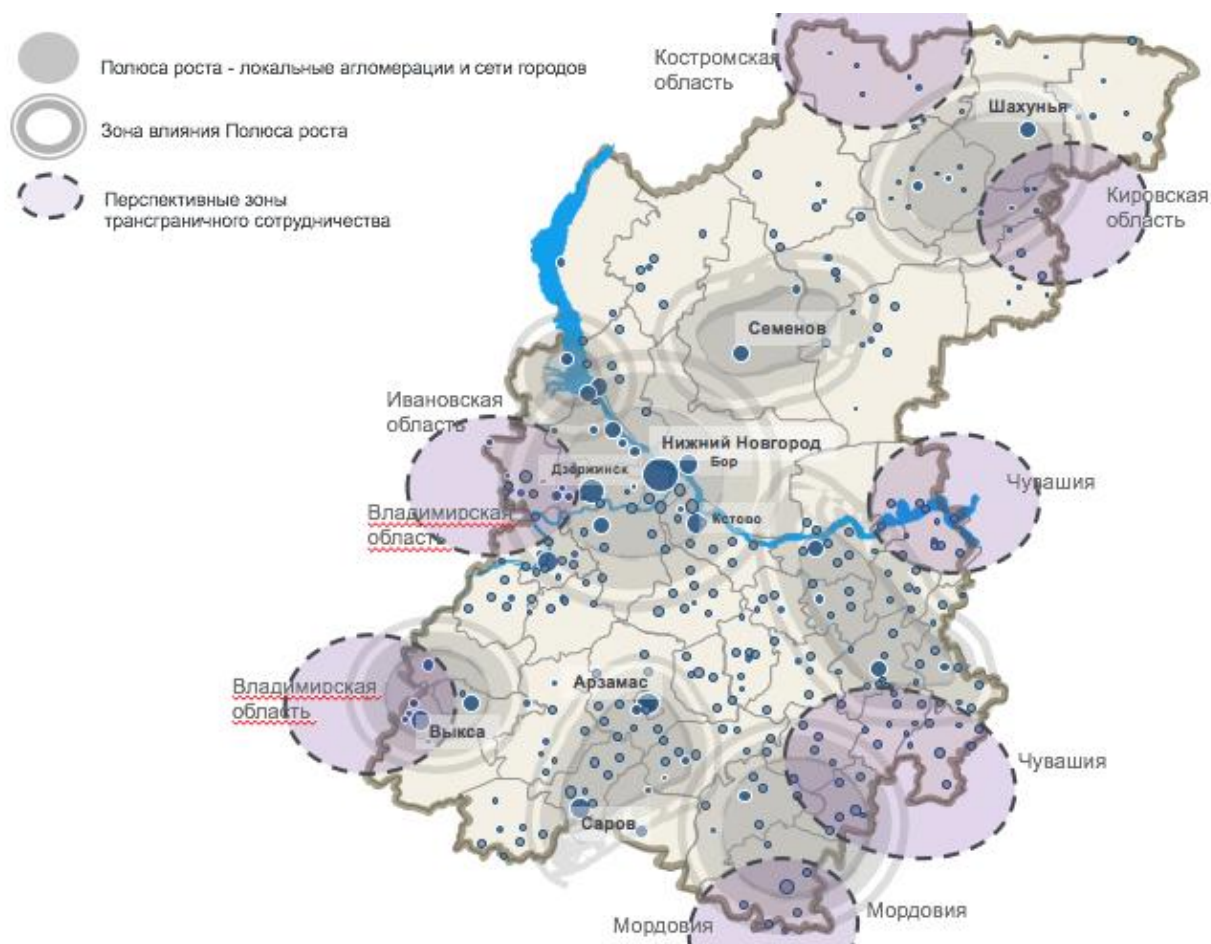 Полюса роста - локальные агломерации и сети городов
Зона влияния Полюса роста
Перспективные зоны
трансграничного сотрудничества
Костромская
область
Шахунья
Кировская
область
Семенов
Ивановская
область
Нижний Новгород
Бор
Дзержинск
Кстово
Чувашия
Владимирская
область
Владимирская
область
Арзамас
Выкса
Чувашия
Саров
Мордовия
Мордовия